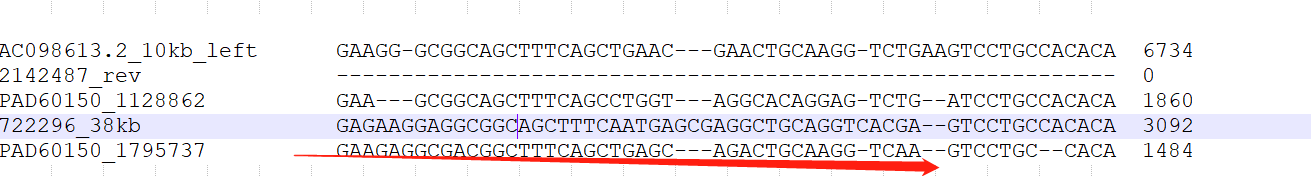 AC098613.2_10kb_left GAAGG-GCGGCAGCTTTCAGCTGAAC---GAACTGCAAGG-TCTGAAGTCCTGCCACACA 6734
2142487_rev ------------------------------------------------------------ 0
PAD60150_1128862 GAA---GCGGCAGCTTTCAGCCTGGT---AGGCACAGGAG-TCTG--ATCCTGCCACACA 1860
722296_38kb GAGAAGGAGGCGGCAGCTTTCAATGAGCGAGGCTGCAGGTCACGA--GTCCTGCCACACA 3092
PAD60150_1795737 GAAGAGGCGACGGCTTTCAGCTGAGC---AGACTGCAAGG-TCAA--GTCCTGC--CACA 1484